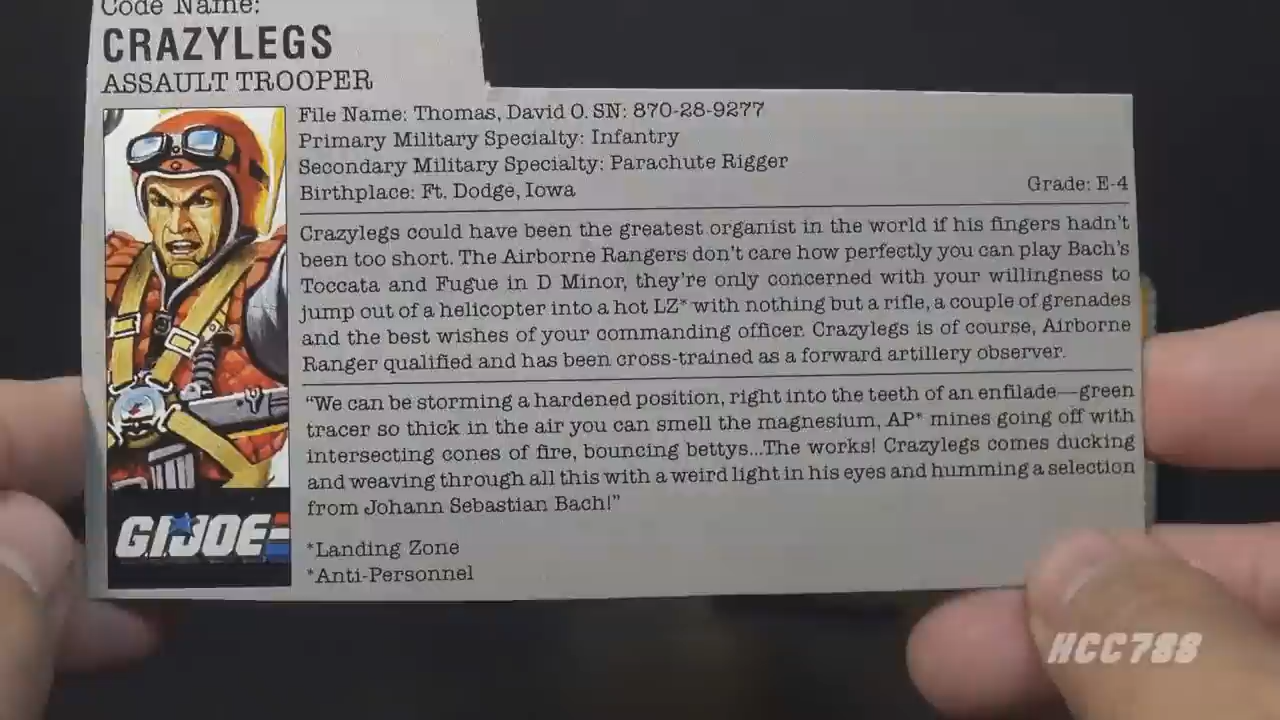 Code Name:
CRAZYLEGS
ASSAULT TROOPER
File Name: Thomas, David O. SN: 870-28-9277
Primary Military Specialty: Infantry
Secondary Military Specialty: Parachute Rigger
Birthplace: Ft. Dodge, Iowa
Grade: E-4
Crazylegs could have been the greatest organist in the world if his fingers hadn't
been too short. The Airborne Rangers don't care how perfectly you can play Bach's
Toccata and Fugue in D Minor, they're only concerned with your willingness to
jump out of a helicopter into a hot LZ* with nothing but a rifle, a couple of grenades
and the best wishes of your commanding officer. Crazylegs is of course, Airborne
Ranger qualified and has been cross-trained as a forward artillery observer.
"We can be storming a hardened position, right into the teeth of an enfilade—green
tracer so thick in the air you can smell the magnesium, AP* mines going off with
intersecting cones of fire, bouncing bettys...The works! Crazylegs comes ducking
and weaving through all this with a weird light in his eyes and humming a selection
from Johann Sebastian Bach!"
*Landing Zone
*Anti-Personnel
GI JOE
HCC788